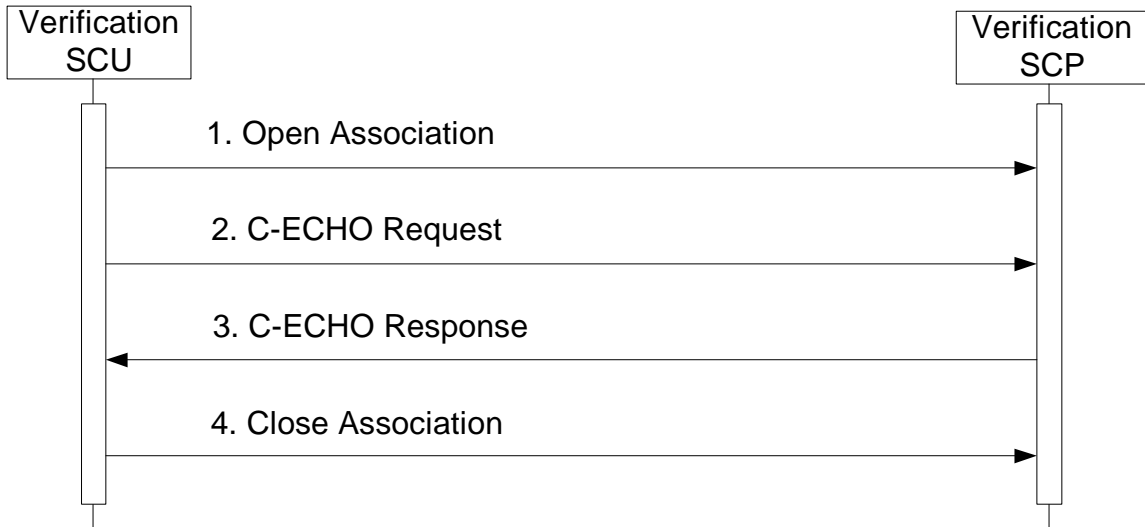 Verification
SCU
Verification
SCP
1. Open Association
2. C-ECHO Request
3. C-ECHO Response
4. Close Association